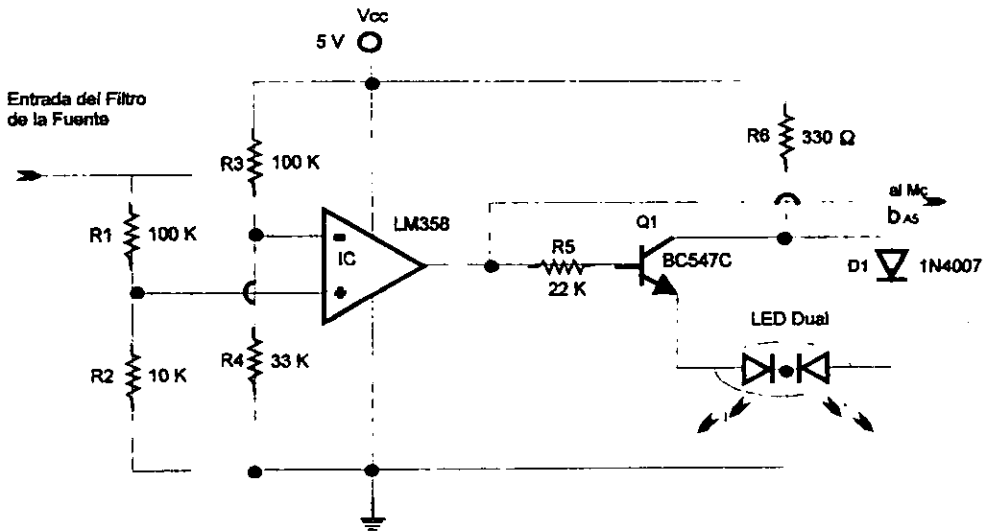 Vcc
5 V
Entrada del Filtro
de la Fuente
R3
100 K
R6
330 Ω
al Mc
b A5
R1
100 K
IC
LM358
Q1
BC547C
R5
22 K
D1
1N4007
R2
10 K
R4
33 K
LED Dual